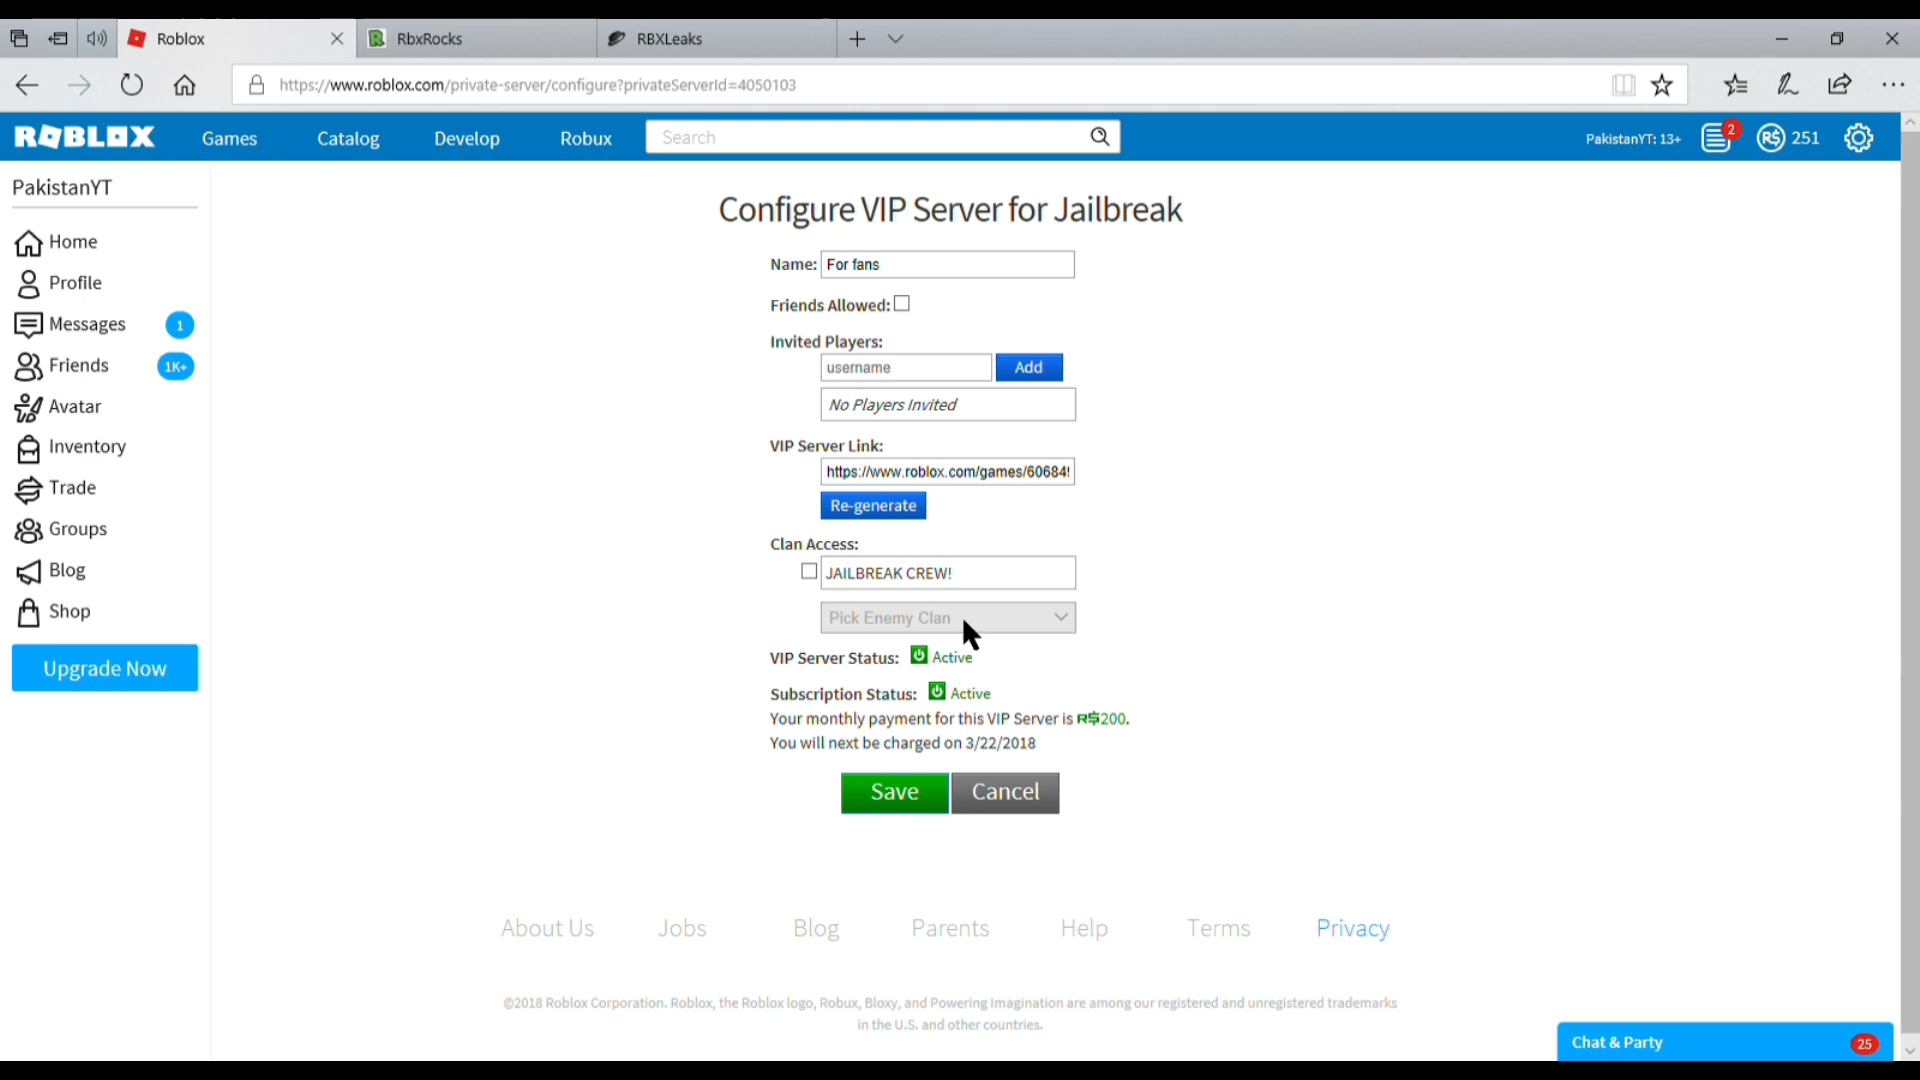 Roblox
RbxRocks
RBXLeaks
https://www.roblox.com/private-server/configure?privateServerId=4050103
ROBLOX
Games
Catalog
Develop
Robux
Search
PakistanYT: 13+
2
R$ 251
PakistanYT
Home
Profile
Messages 1
Friends 1K+
Avatar
Inventory
Trade
Groups
Blog
Shop
Upgrade Now
Configure VIP Server for Jailbreak
Name: For fans
Friends Allowed:
Invited Players:
username Add
No Players Invited
VIP Server Link:
https://www.roblox.com/games/60684
Re-generate
Clan Access:
JAILBREAK CREW!
Pick Enemy Clan
VIP Server Status: Active
Subscription Status: Active
Your monthly payment for this VIP Server is R$200.
You will next be charged on 3/22/2018
Save Cancel
About Us Jobs Blog Parents Help Terms Privacy
©2018 Roblox Corporation. Roblox, the Roblox logo, Robux, Bloxy, and Powering Imagination are among our registered and unregistered trademarks
in the U.S. and other countries.
Chat & Party 25